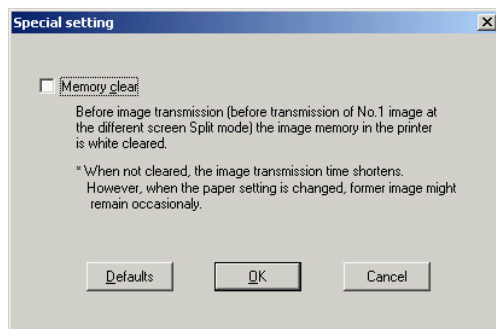 Special setting
Memory clear
Before image transmission (before transmission of No.1 image at
the different screen Split mode) the image memory in the printer
is white cleared.
* When not cleared, the image transmission time shortens.
However, when the paper setting is changed, former image might
remain occasionaly.
Defaults OK Cancel